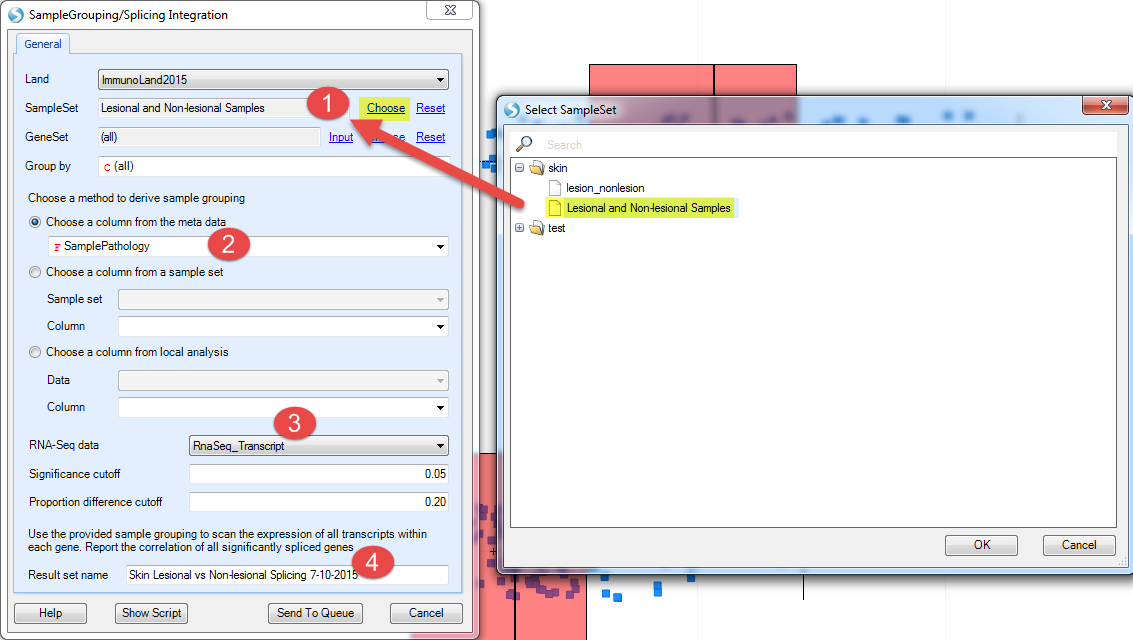 SampleGrouping/Splicing Integration
General
Land ImmunoLand2015
SampleSet Lesional and Non-lesional Samples 1 Choose Reset
GeneSet (all) Input Reset
Group by C (all)
Choose a method to derive sample grouping
Choose a column from the meta data
F SamplePathology 2
Choose a column from a sample set
Sample set
Column
Choose a column from local analysis
Data
Column
3
RNA-Seq data RnaSeq_Transcript
Significance cutoff 0.05
Proportion difference cutoff 0.20
Use the provided sample grouping to scan the expression of all transcripts within
each gene. Report the correlation of all significantly spliced genes
4
Result set name Skin Lesional vs Non-lesional Splicing 7-10-2015
Help Show Script Send To Queue Cancel
Select SampleSet
Search
skin
lesion_nonlesion
Lesional and Non-lesional Samples
test
OK Cancel